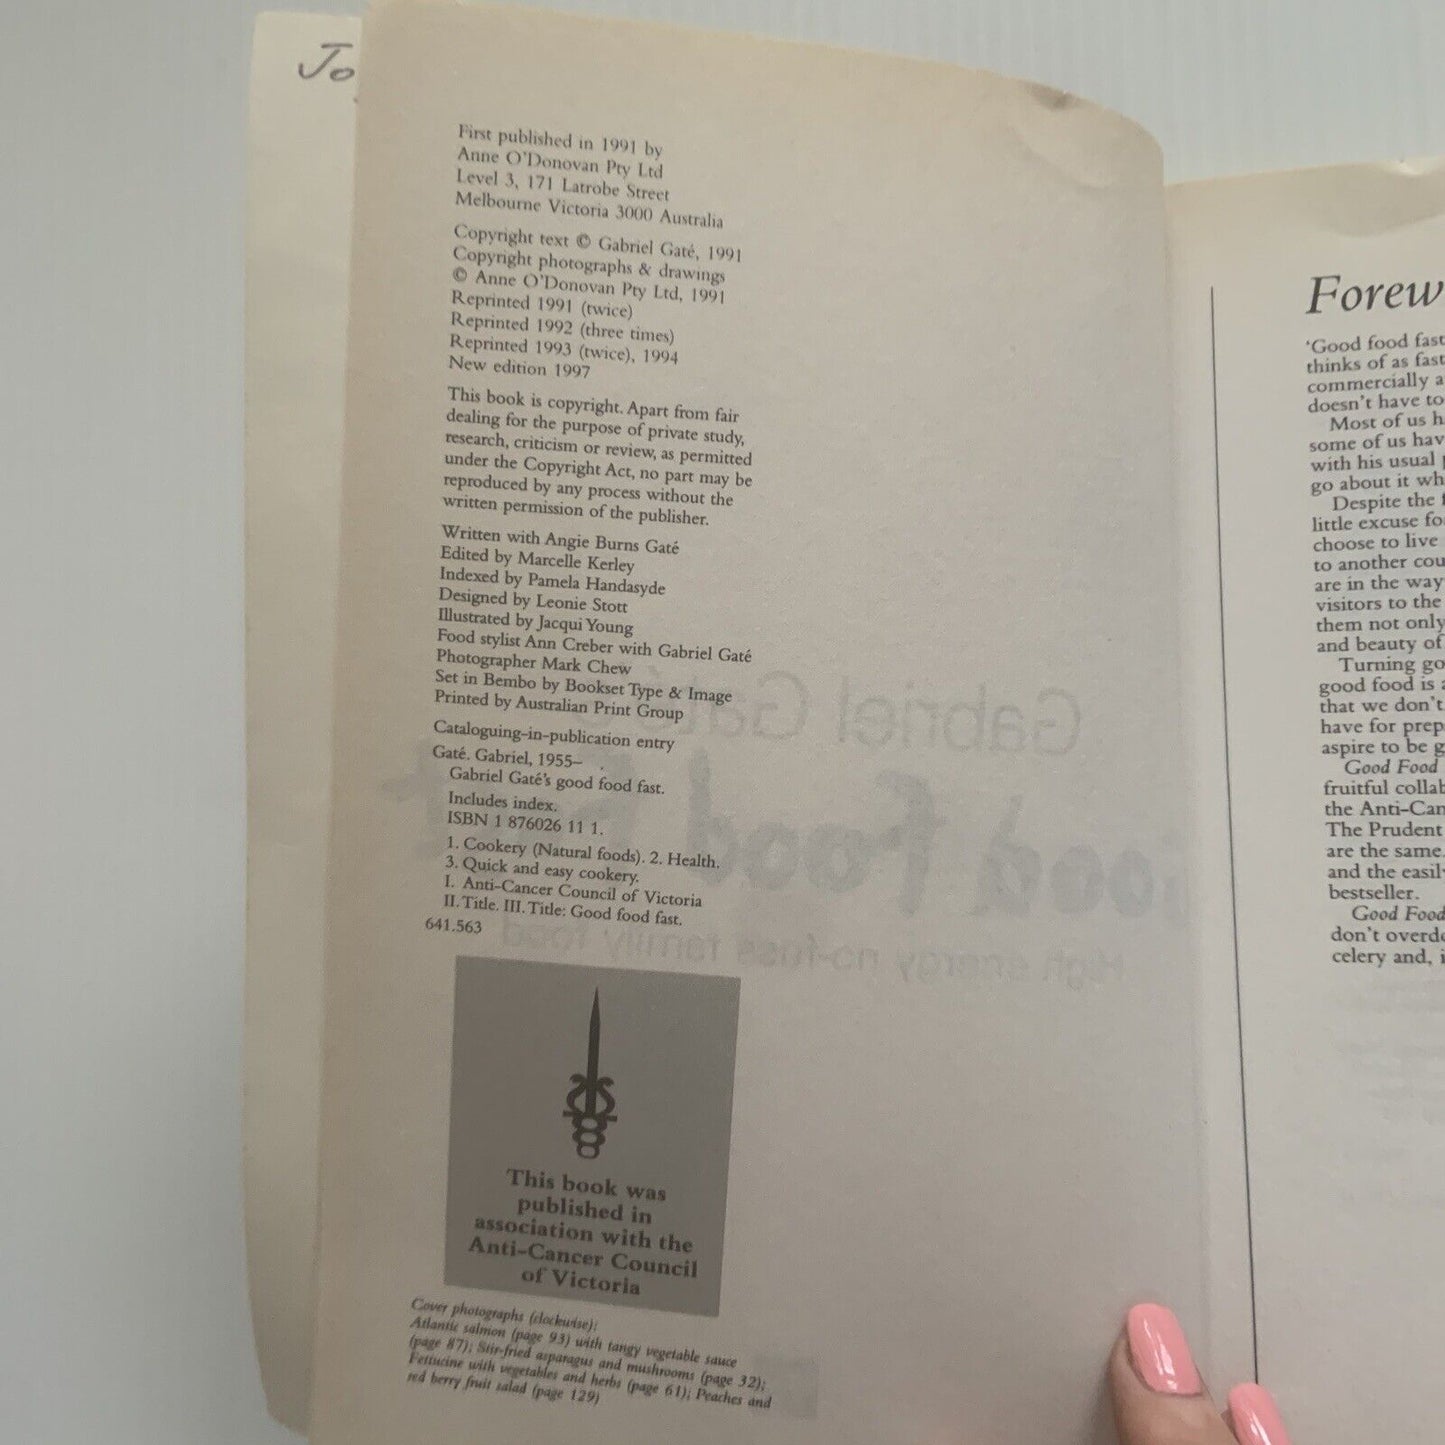 Jo
First published in 1991 by
Anne O'Donovan Pty Ltd
Level 3, 171 Latrobe Street
Melbourne Victoria 3000 Australia
Copyright text © Gabriel Gaté, 1991
Copyright photographs & drawings
© Anne O'Donovan Pty Ltd, 1991
Reprinted 1991 (twice)
Reprinted 1992 (three times)
Reprinted 1993 (twice), 1994
New edition 1997
This book is copyright. Apart from fair
dealing for the purpose of private study,
research, criticism or review, as permitted
under the Copyright Act, no part may be
reproduced by any process without the
written permission of the publisher.
Written with Angie Burns Gaté
Edited by Marcelle Kerley
Indexed by Pamela Handasyde
Designed by Leonie Stott
Illustrated by Jacqui Young
Food stylist Ann Creber with Gabriel Gaté
Photographer Mark Chew
Set in Bembo by Bookset Type & Image
Printed by Australian Print Group
Cataloguing-in-publication entry
Gaté. Gabriel, 1955–
Gabriel Gaté's good food fast.
Includes index.
ISBN 1 876026 11 1.
1. Cookery (Natural foods). 2. Health.
3. Quick and easy cookery.
I. Anti-Cancer Council of Victoria
II. Title. III. Title: Good food fast.
641.563
This book was
published in
association with the
Anti-Cancer Council
of Victoria
Cover photographs (clockwise):
Atlantic salmon (page 93) with tangy vegetable sauce
(page 87); Stir-fried asparagus and mushrooms (page 32);
Fettucine with vegetables and herbs (page 61); Peaches and
red berry fruit salad (page 129)
Forew
'Good food fast
thinks of as fast
commercially a
doesn't have to
Most of us h
some of us hav
with his usual
go about it wh
Despite the f
little excuse fo
choose to live
to another cou
are in the way
visitors to the
them not only
and beauty of
Turning go
good food is a
that we don't
have for prep
aspire to be g
Good Food
fruitful collab
the Anti-Can
The Prudent
are the same.
and the easily
bestseller.
Good Food
don't overdo
celery and, i